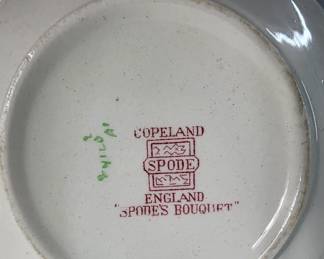 COPELAND
SPODE
ENGLAND
"SPODE'S BOUQUET"